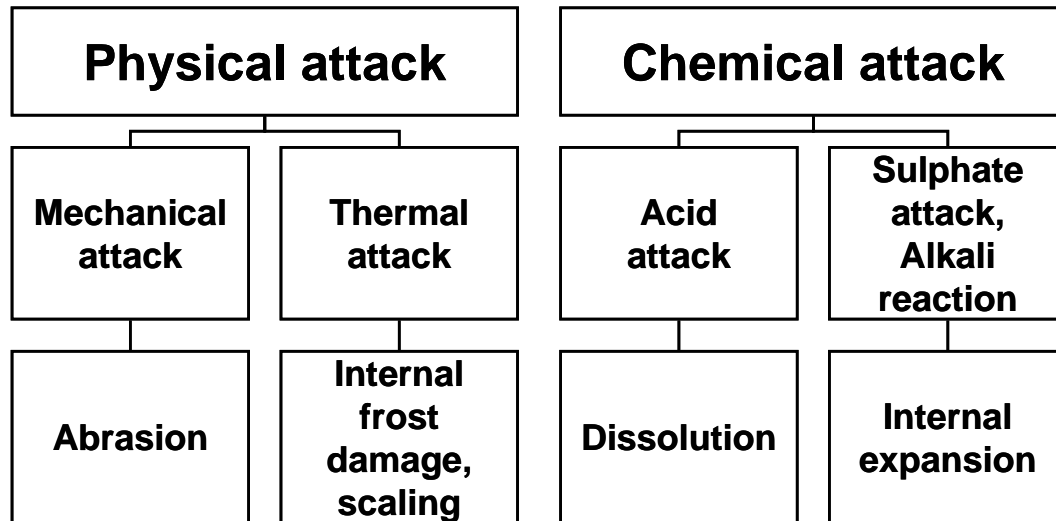 Physical attack
Chemical attack
Mechanical
attack
Thermal
attack
Acid
attack
Sulphate
attack,
Alkali
reaction
Abrasion
Internal
frost
damage,
scaling
Dissolution
Internal
expansion